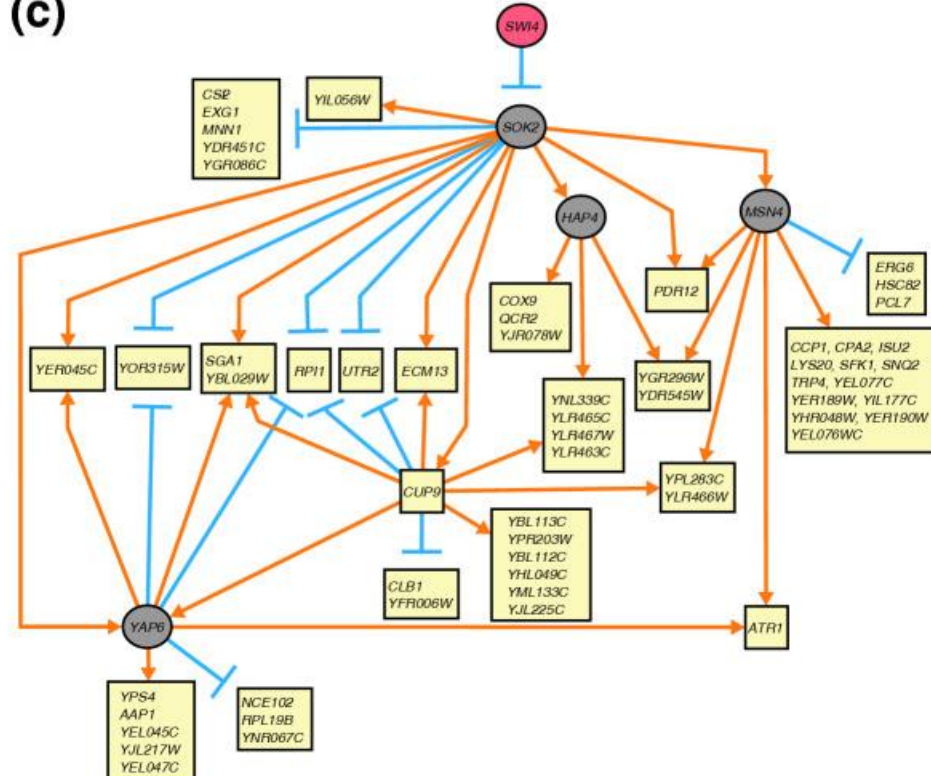 (c)
SWI4
YIL056W
EXG1
MNN1
YDR451C
YGR086C
SOK2
HAP4
MSN4
ERG6
HSC82
PCL7
PDR12
COX9
QCR2
YJR078W
YER045C
YOR315W
SGA1
YBL029W
RPI1
UTR2
ECM13
YGR296W
YDR545W
CCP1, CPA2, ISU2
LYS20, SFK1, SNQ2
TRP4, YEL077C
YER189W, YIL177C
YHR048W, YER190W
YEL076WC
YNL339C
YLR465C
YLR467W
YLR463C
CUP9
YPL283C
YLR466W
YBL113C
YPR203W
YBL112C
YHL049C
YML133C
YJL225C
CLB1
YFR006W
YAP6
ATR1
YPS4
AAP1
YEL045C
YJL217W
YEL047C
NCE102
RPL19B
YNR067C